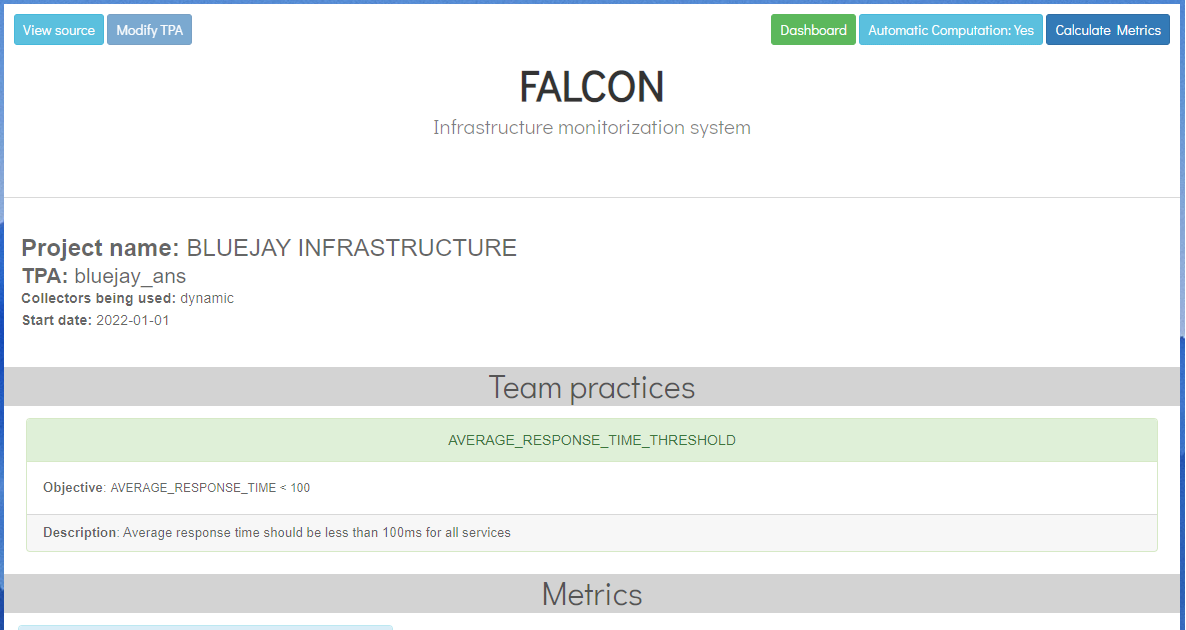 View source Modify TPA Dashboard Automatic Computation: Yes Calculate Metrics
FALCON
Infrastructure monitorization system
Project name: BLUEJAY INFRASTRUCTURE
TPA: bluejay_ans
Collectors being used: dynamic
Start date: 2022-01-01
Team practices
AVERAGE_RESPONSE_TIME_THRESHOLD
Objective: AVERAGE_RESPONSE_TIME < 100
Description: Average response time should be less than 100ms for all services
Metrics